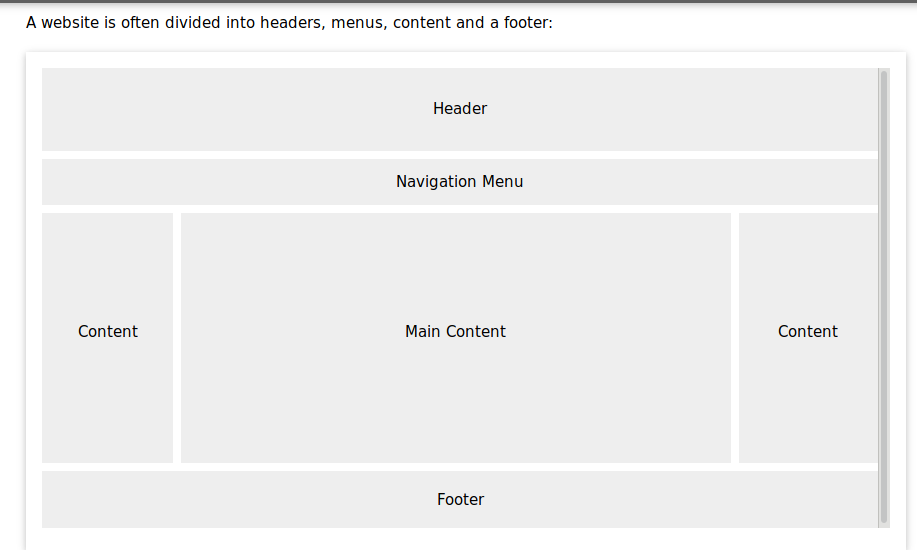 A website is often divided into headers, menus, content and a footer:
Header
Navigation Menu
Content
Main Content
Content
Footer